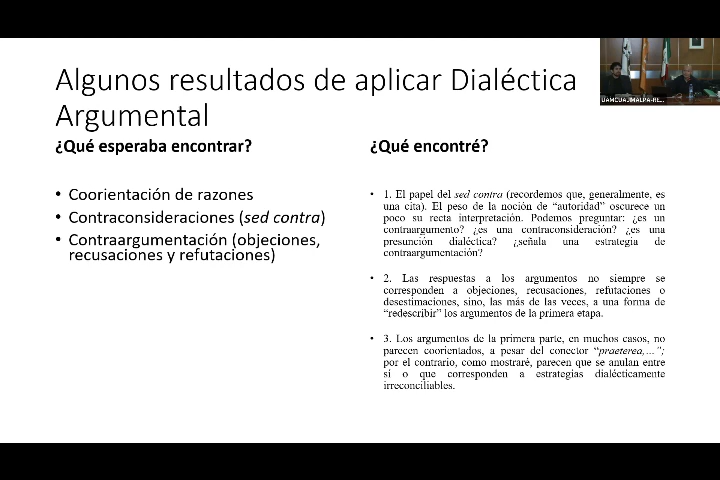 Algunos resultados de aplicar Dialéctica
Argumental
¿Qué esperaba encontrar?
• Coorientación de razones
• Contraconsideraciones (sed contra)
• Contraargumentación (objeciones,
recusaciones y refutaciones)
¿Qué encontré?
• 1. El papel del sed contra (recordemos que, generalmente, es
una cita). El peso de la noción de “autoridad” oscurece un
poco su recta interpretación. Podemos preguntar: ¿es un
contraargumento? ¿es una contraconsideración? ¿es una
presunción dialéctica? ¿señala una estrategia de
contraargumentación?
• 2. Las respuestas a los argumentos no siempre se
corresponden a objeciones, recusaciones, refutaciones o
desestimaciones, sino, las más de las veces, a una forma de
“redescribir” los argumentos de la primera etapa.
• 3. Los argumentos de la primera parte, en muchos casos, no
parecen coorientados, a pesar del conector “praeterea,…”;
por el contrario, como mostraré, parecen que se anulan entre
sí o que corresponden a estrategias dialécticamente
irreconciliables.
UAMCUAJIMALPA-RE...